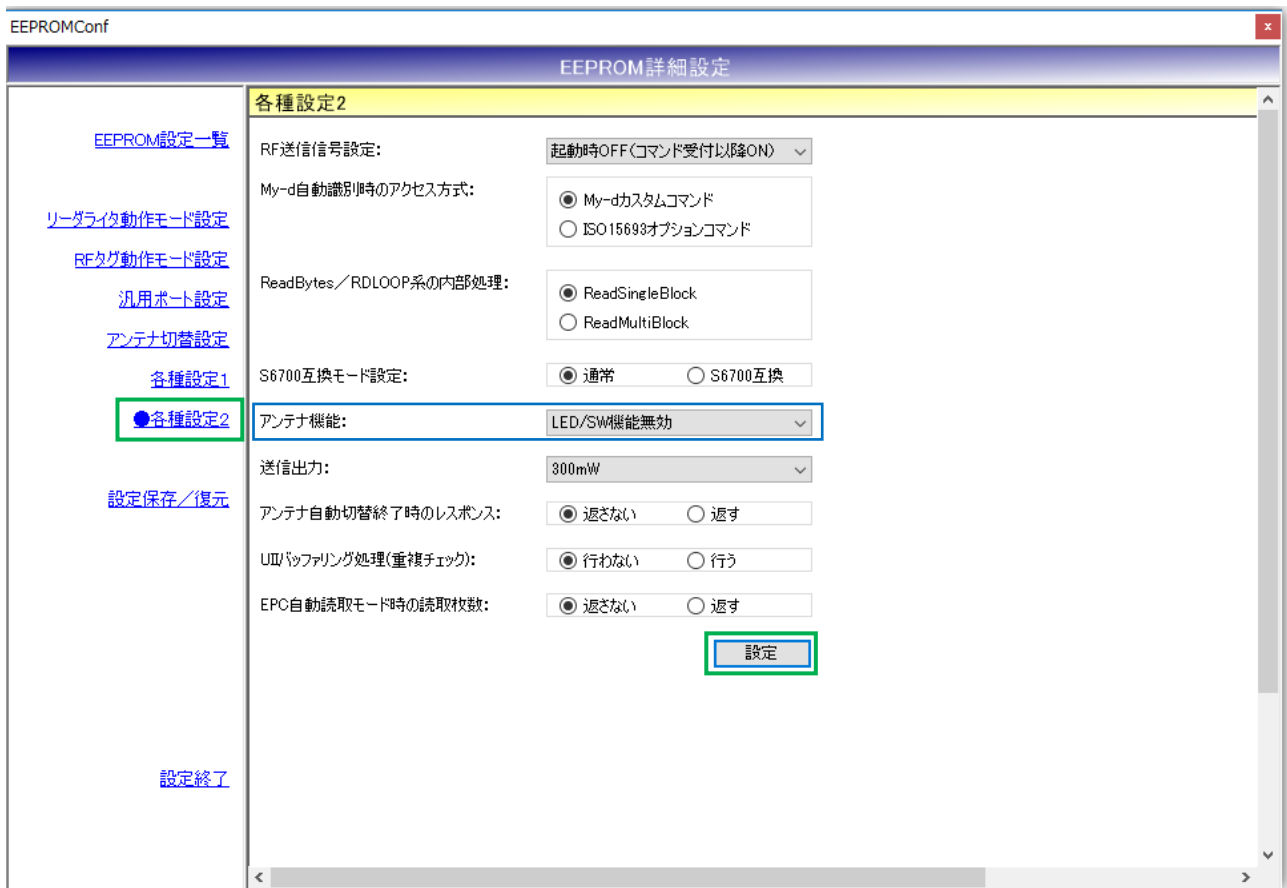 EEPROMConf
x
EEPROM詳細設定
EEPROM設定一覧
リーダライタ動作モード設定
RFタグ動作モード設定
汎用ポート設定
アンテナ切替設定
各種設定1
●各種設定2
設定保存／復元
設定終了
各種設定2
RF送信信号設定: 起動時OFF(コマンド受付以降ON)
My-d自動識別時のアクセス方式: My-dカスタムコマンド
ISO15693オプションコマンド
ReadBytes／RDLOOP系の内部処理: ReadSingleBlock
ReadMultiBlock
S6700互換モード設定: 通常 S6700互換
アンテナ機能: LED/SW機能無効
送信出力: 300mW
アンテナ自動切替終了時のレスポンス: 返さない 返す
UIIバッファリング処理(重複チェック): 行わない 行う
EPC自動読取モード時の読取枚数: 返さない 返す
設定